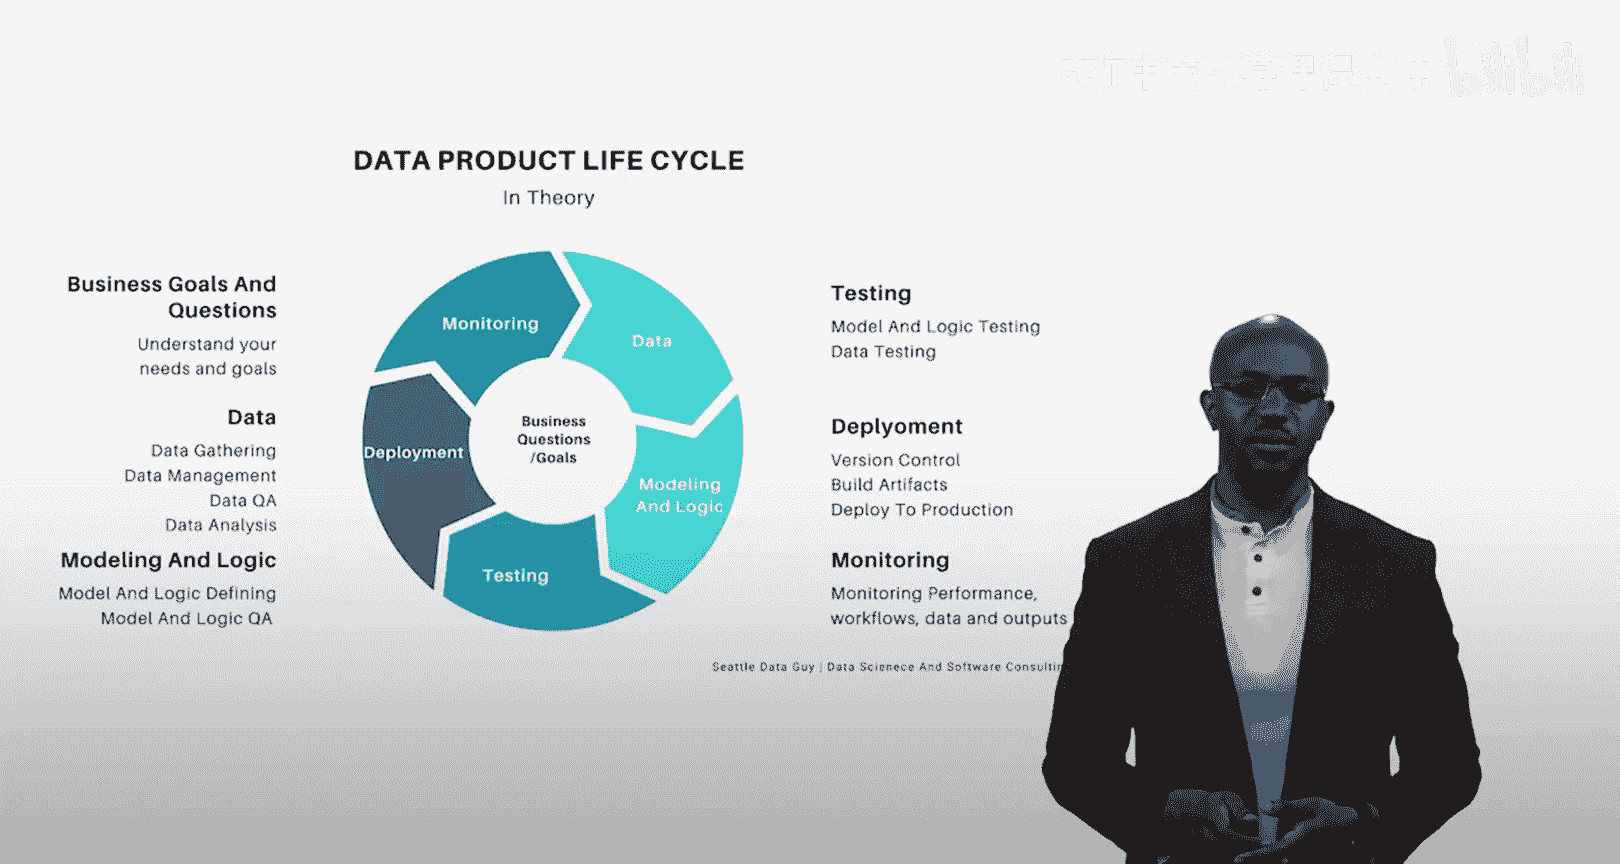 DATA PRODUCT LIFE CYCLE
In Theory
Business Goals And
Questions
Understand your
needs and goals
Data
Data Gathering
Data Management
Data QA
Data Analysis
Modeling And Logic
Model And Logic Defining
Model And Logic QA
Monitoring
Data
Deployment
Business
Questions
/Goals
Modeling
And Logic
Testing
Testing
Model And Logic Testing
Data Testing
Deplyoment
Version Control
Build Artifacts
Deploy To Production
Monitoring
Monitoring Performance,
workflows, data and outputs
Seattle Data Guy | Data Scienece And Software Consultin
bilibili